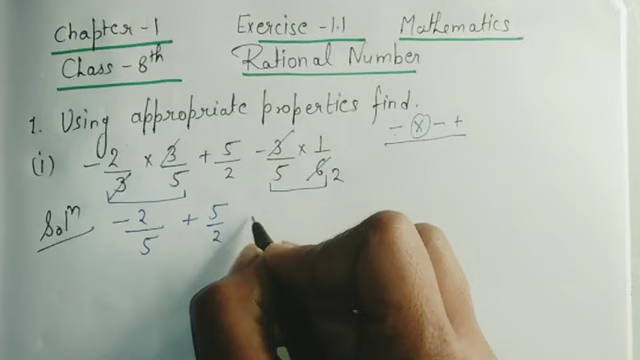 Chapter-1 Exercise-1.1 Mathematics
Class-8th Rational Number
1. Using appropriate properties find.
- ⓧ - +
(i) -2/3 × 3/5 + 5/2 - 3/5 × 1/6 2
Solⁿ -2/5 + 5/2